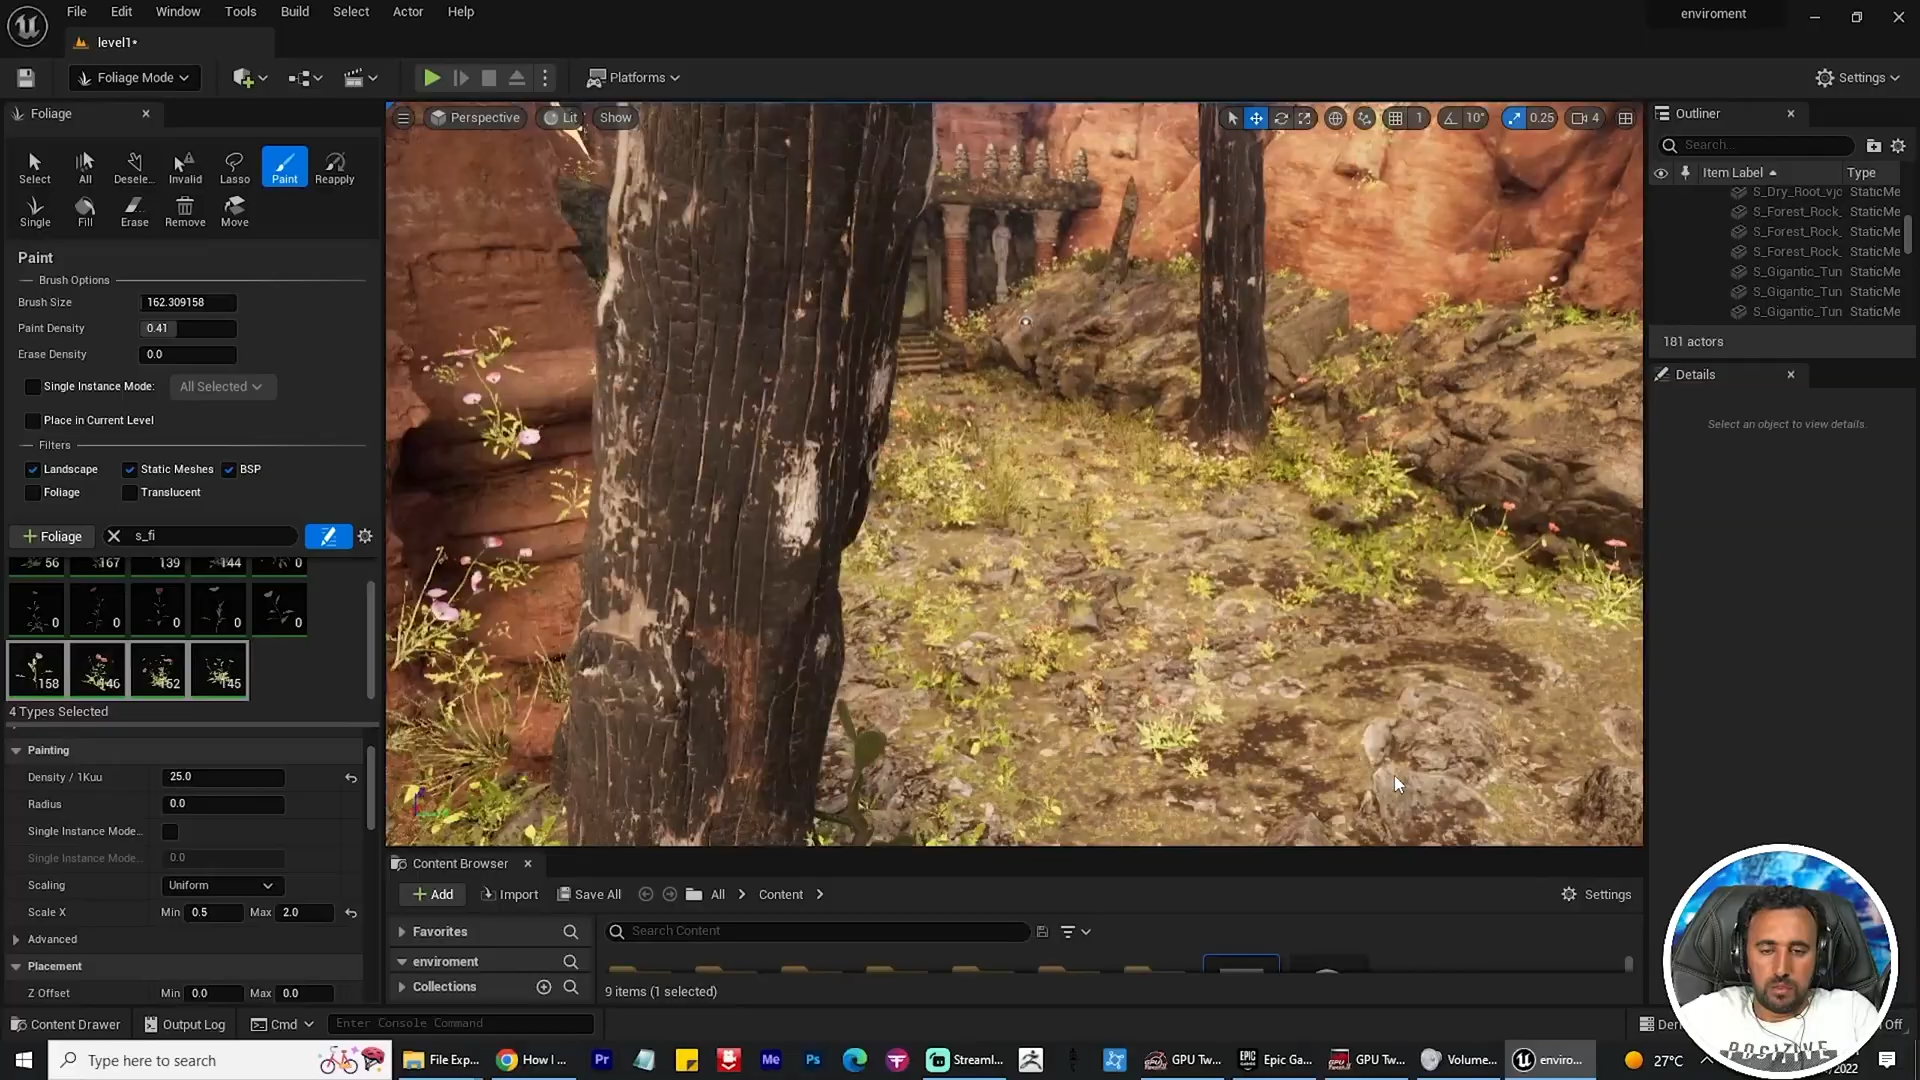 File Edit Window Tools Build Select Actor Help
enviroment
level1*
Foliage Mode
Platforms
Settings
Foliage
Select All Desele... Invalid Lasso Paint Reapply
Single Fill Erase Remove Move
Paint
Brush Options
Brush Size 162.309158
Paint Density 0.41
Erase Density 0.0
Single Instance Mode: All Selected
Place in Current Level
Filters
Landscape Static Meshes BSP
Foliage Translucent
+ Foliage s_fi
56 167 139 144 0
0 0 0 0 0
158 146 152 145
4 Types Selected
Painting
Density / 1Kuu 25.0
Radius 0.0
Single Instance Mode...
Single Instance Mode... 0.0
Scaling Uniform
Scale X Min 0.5 Max 2.0
Advanced
Placement
Z Offset Min 0.0 Max 0.0
Perspective Lit Show
1 10° 0.25 4
Outliner
Search...
Item Label Type
S_Dry_Root_vjc StaticMe
S_Forest_Rock_ StaticMe
S_Forest_Rock_ StaticMe
S_Forest_Rock_ StaticMe
S_Gigantic_Tun StaticMe
S_Gigantic_Tun StaticMe
S_Gigantic_Tun StaticMe
181 actors
Details
Select an object to view details.
Content Browser
+ Add Import Save All All Content Settings
Favorites
enviroment
Collections
Search Content
9 items (1 selected)
Content Drawer Output Log Cmd Enter Console Command
Off
POSITIVE
Type here to search
File Exp... How I ... Pr Me Ps Streaml... GPU Tw... Epic Ga... GPU Tw... Volume... enviro...
27°C
2022